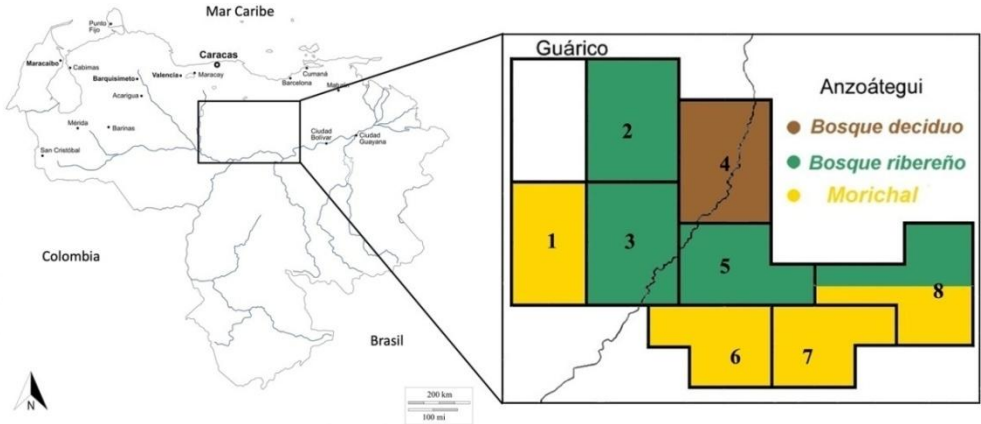 Mar Caribe
Punto
Fijo
Maracaibo
Cabimas
Caracas
Barquisimeto
Valencia
Maracay
Cumaná
Barcelona
Maturín
Acarigua
Mérida
Barinas
San Cristóbal
Ciudad
Bolívar
Ciudad
Guayana
Colombia
Brasil
N
200 km
100 mi
Guárico
Anzoátegui
Bosque deciduo
Bosque ribereño
Morichal
2
4
1
3
5
8
6
7